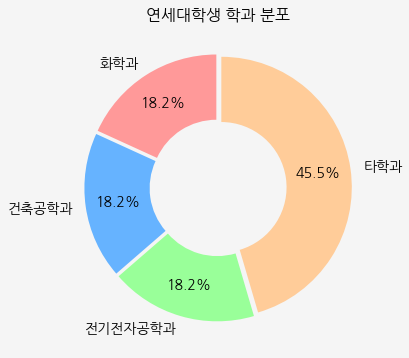 연세대학생 학과 분포
화학과
18.2%
45.5%
타학과
건축공학과
18.2%
18.2%
전기전자공학과